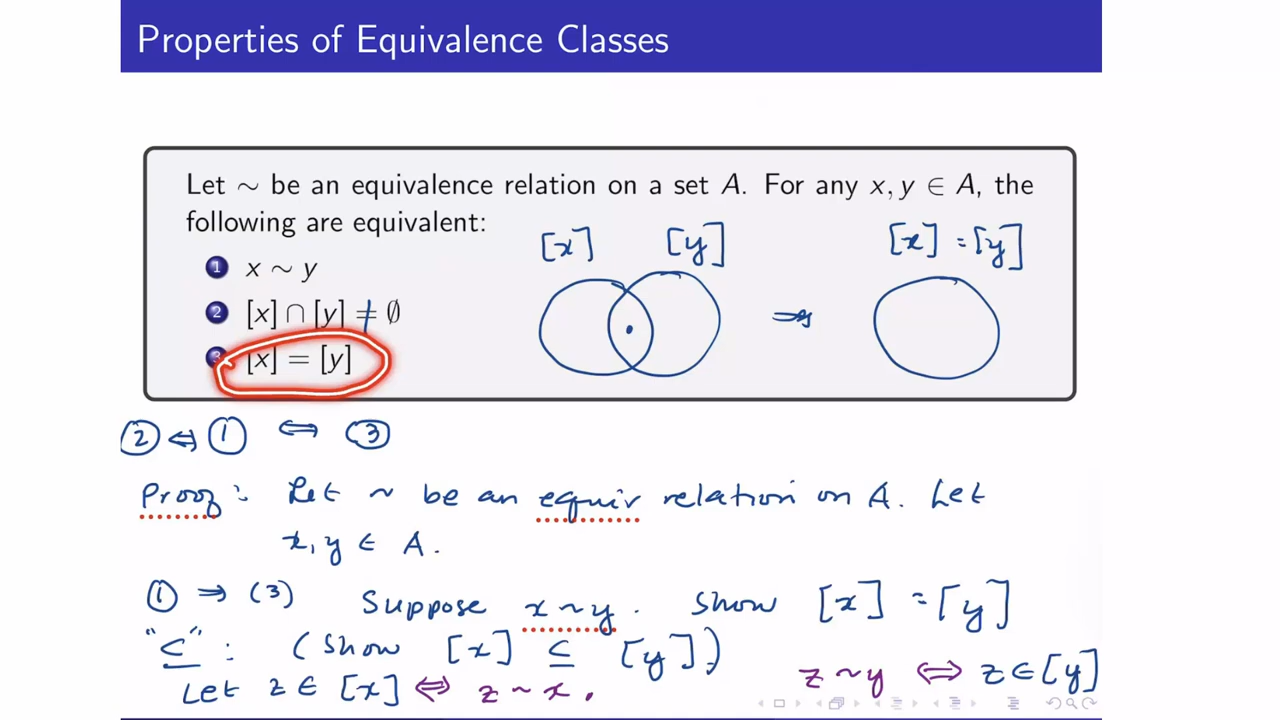 Properties of Equivalence Classes
Let ∼ be an equivalence relation on a set A. For any x, y ∈ A, the
following are equivalent:
[x] [y] [x] = [y]
1 x ∼ y
2 [x] ∩ [y] ≠ ∅
⇒
3 [x] = [y]
② ⇔ ① ⇔ ③
Proof: Let ~ be an equiv relation on A. Let
x, y ∈ A.
① ⇒ (3) Suppose x ~ y. Show [x] = [y]
"⊆": (Show [x] ⊆ [y])
Let z ∈ [x] ⇔ z ~ x. z ~ y ⇔ z ∈ [y]